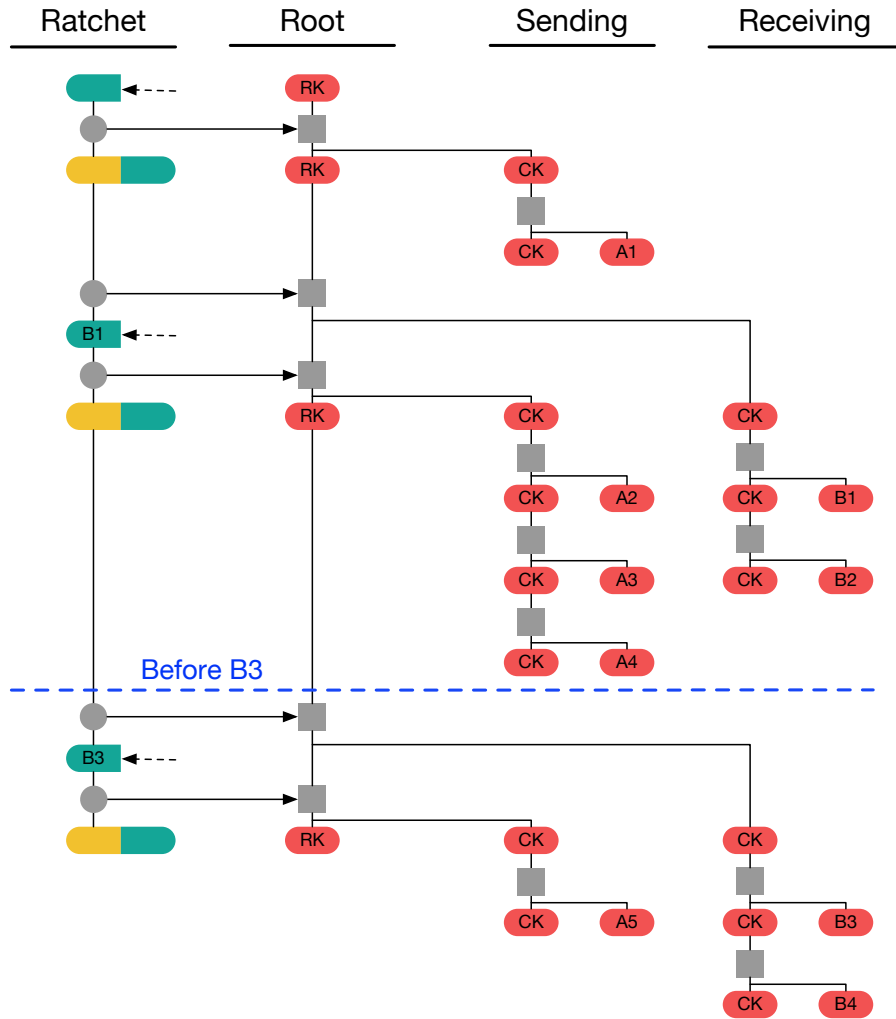 Ratchet Root Sending Receiving
RK
RK CK
CK A1
B1
RK CK CK
CK A2 CK B1
CK A3 CK B2
CK A4
Before B3
B3
RK CK CK
CK A5 CK B3
CK B4